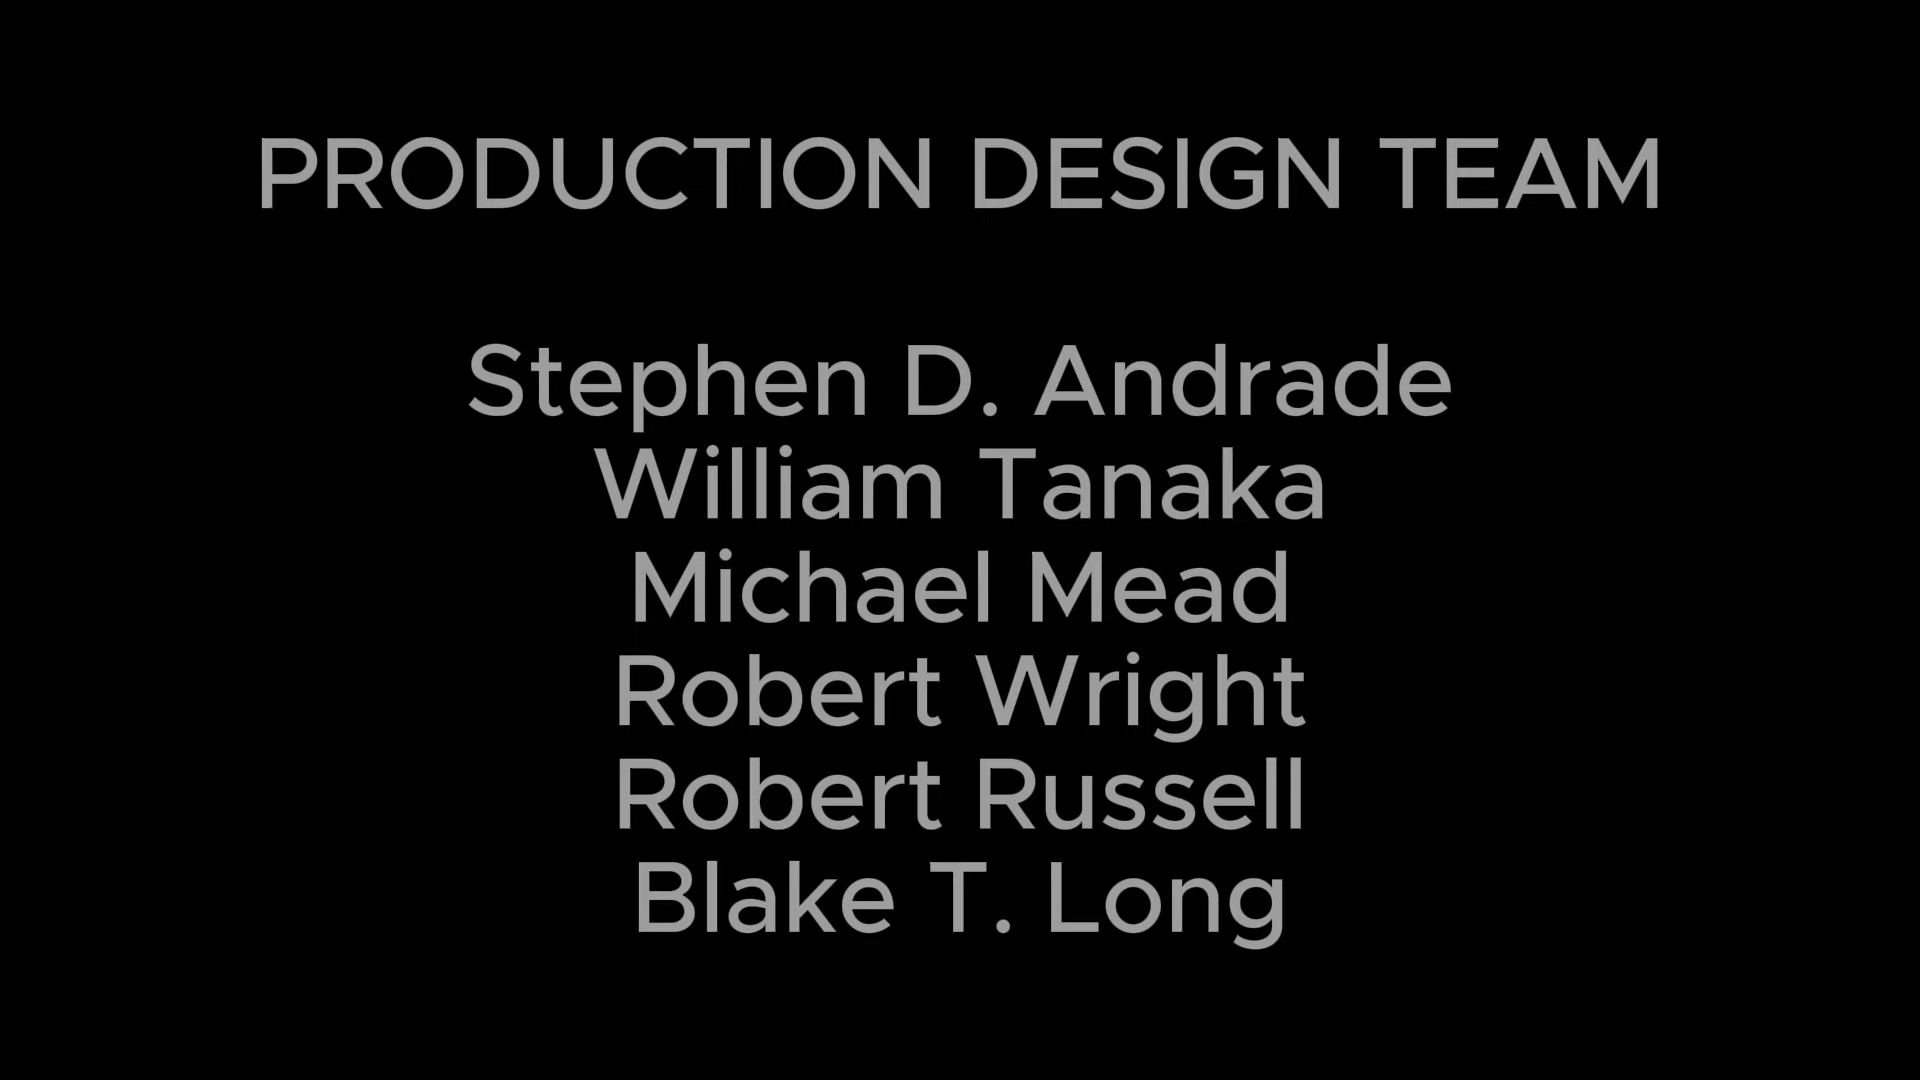 PRODUCTION DESIGN TEAM
Stephen D. Andrade
William Tanaka
Michael Mead
Robert Wright
Robert Russell
Blake T. Long